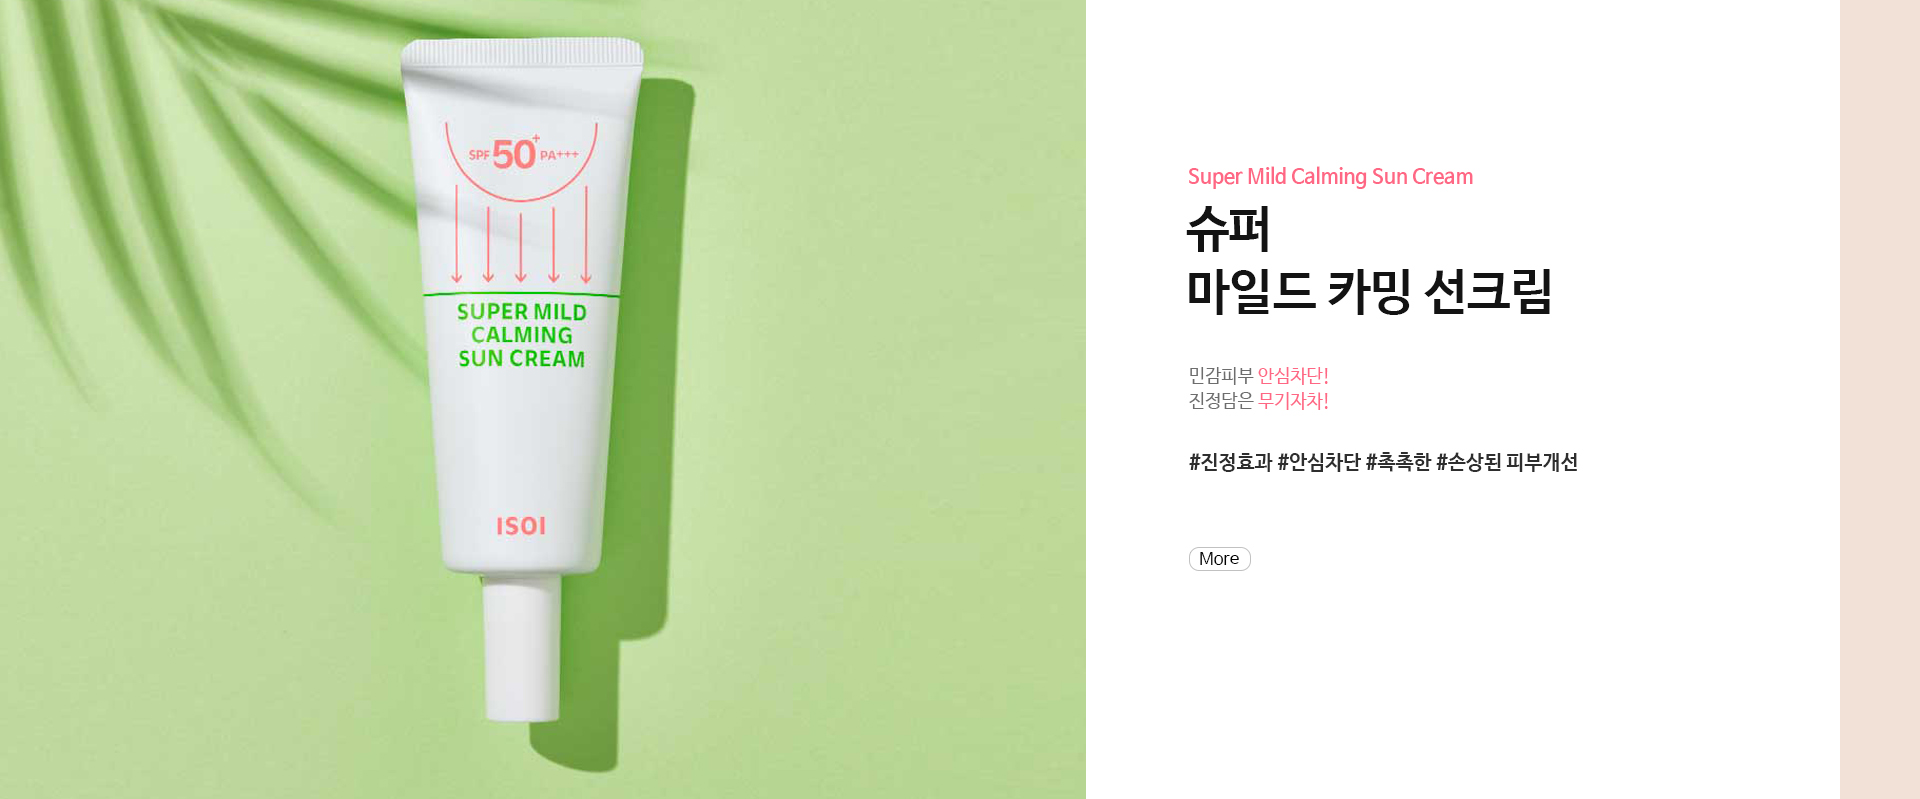 SPF 50+ PA+++
SUPER MILD
CALMING
SUN CREAM
ISOI
Super Mild Calming Sun Cream
슈퍼
마일드 카밍 선크림
민감피부 안심차단!
진정담은 무기자차!
#진정효과 #안심차단 #촉촉한 #손상된 피부개선
More